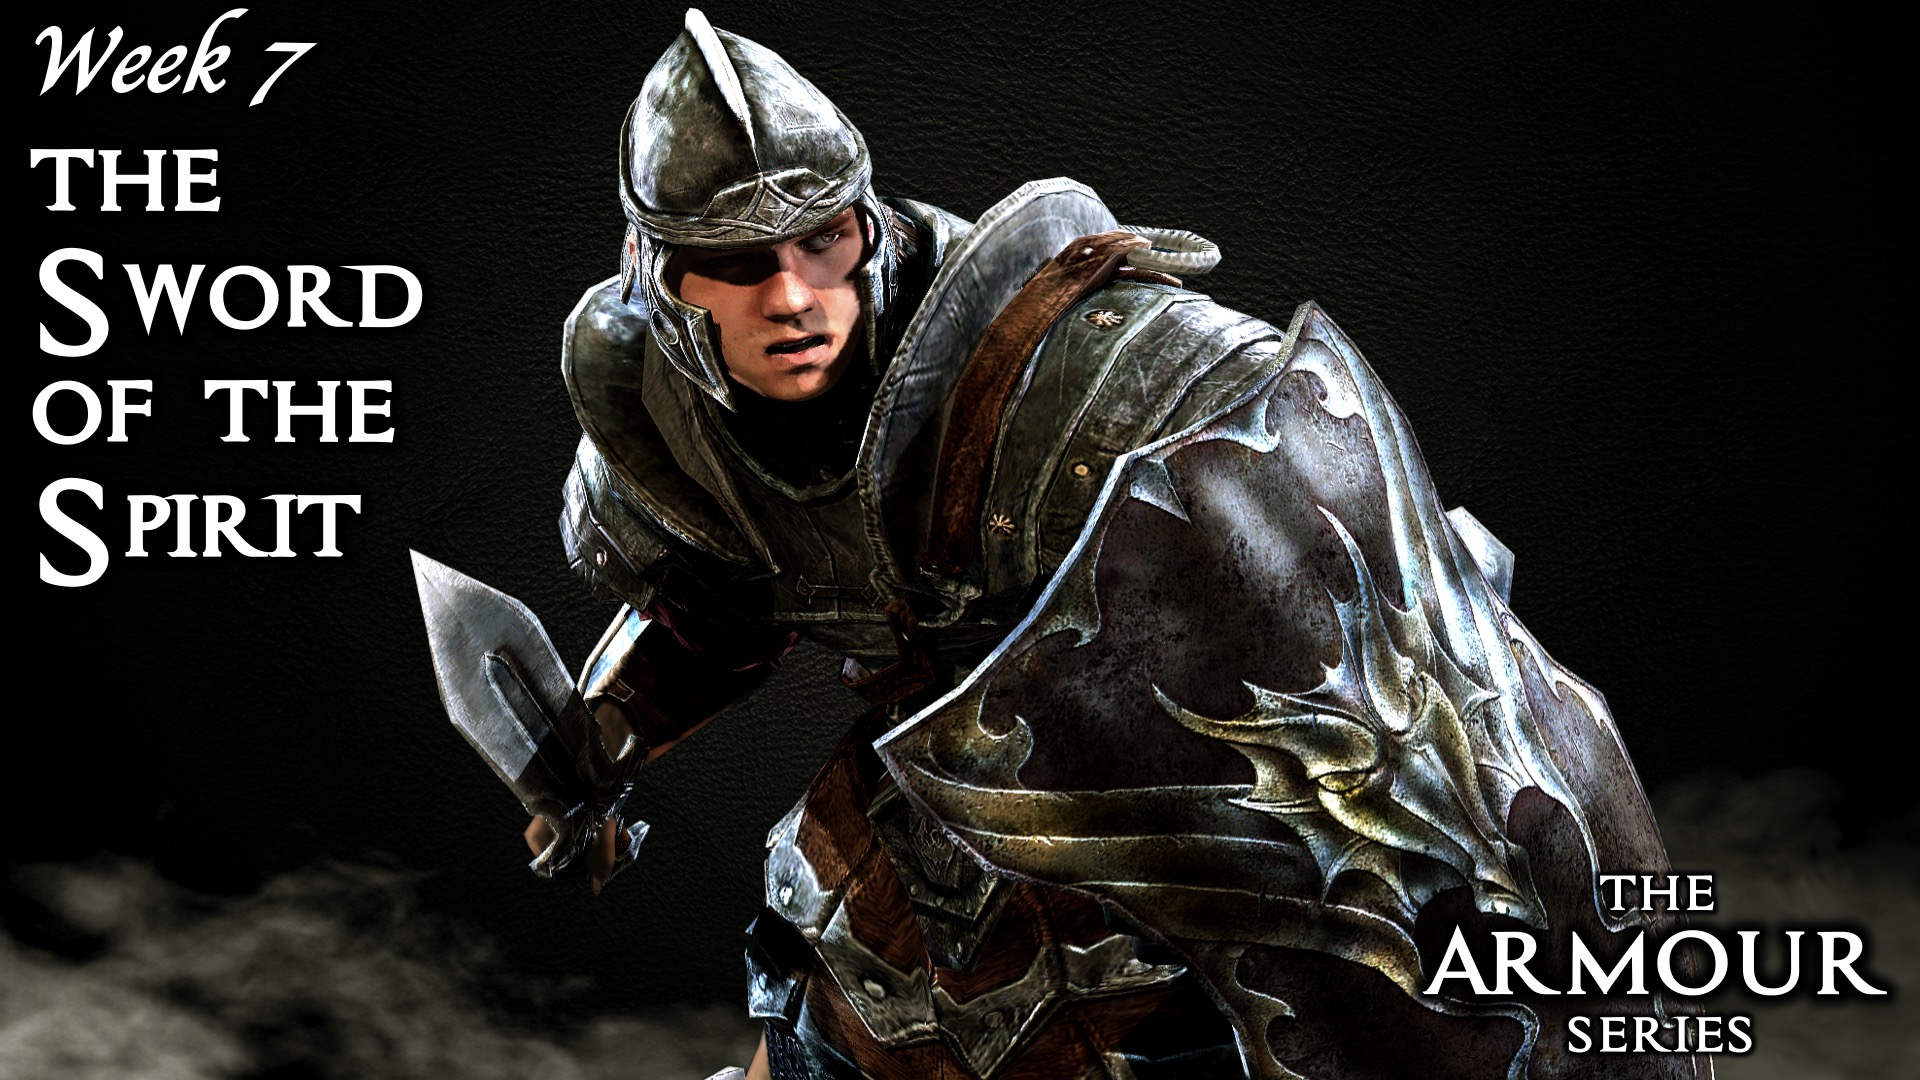 Week 7
THE
SWORD
OF THE
SPIRIT
THE
ARMOUR
SERIES